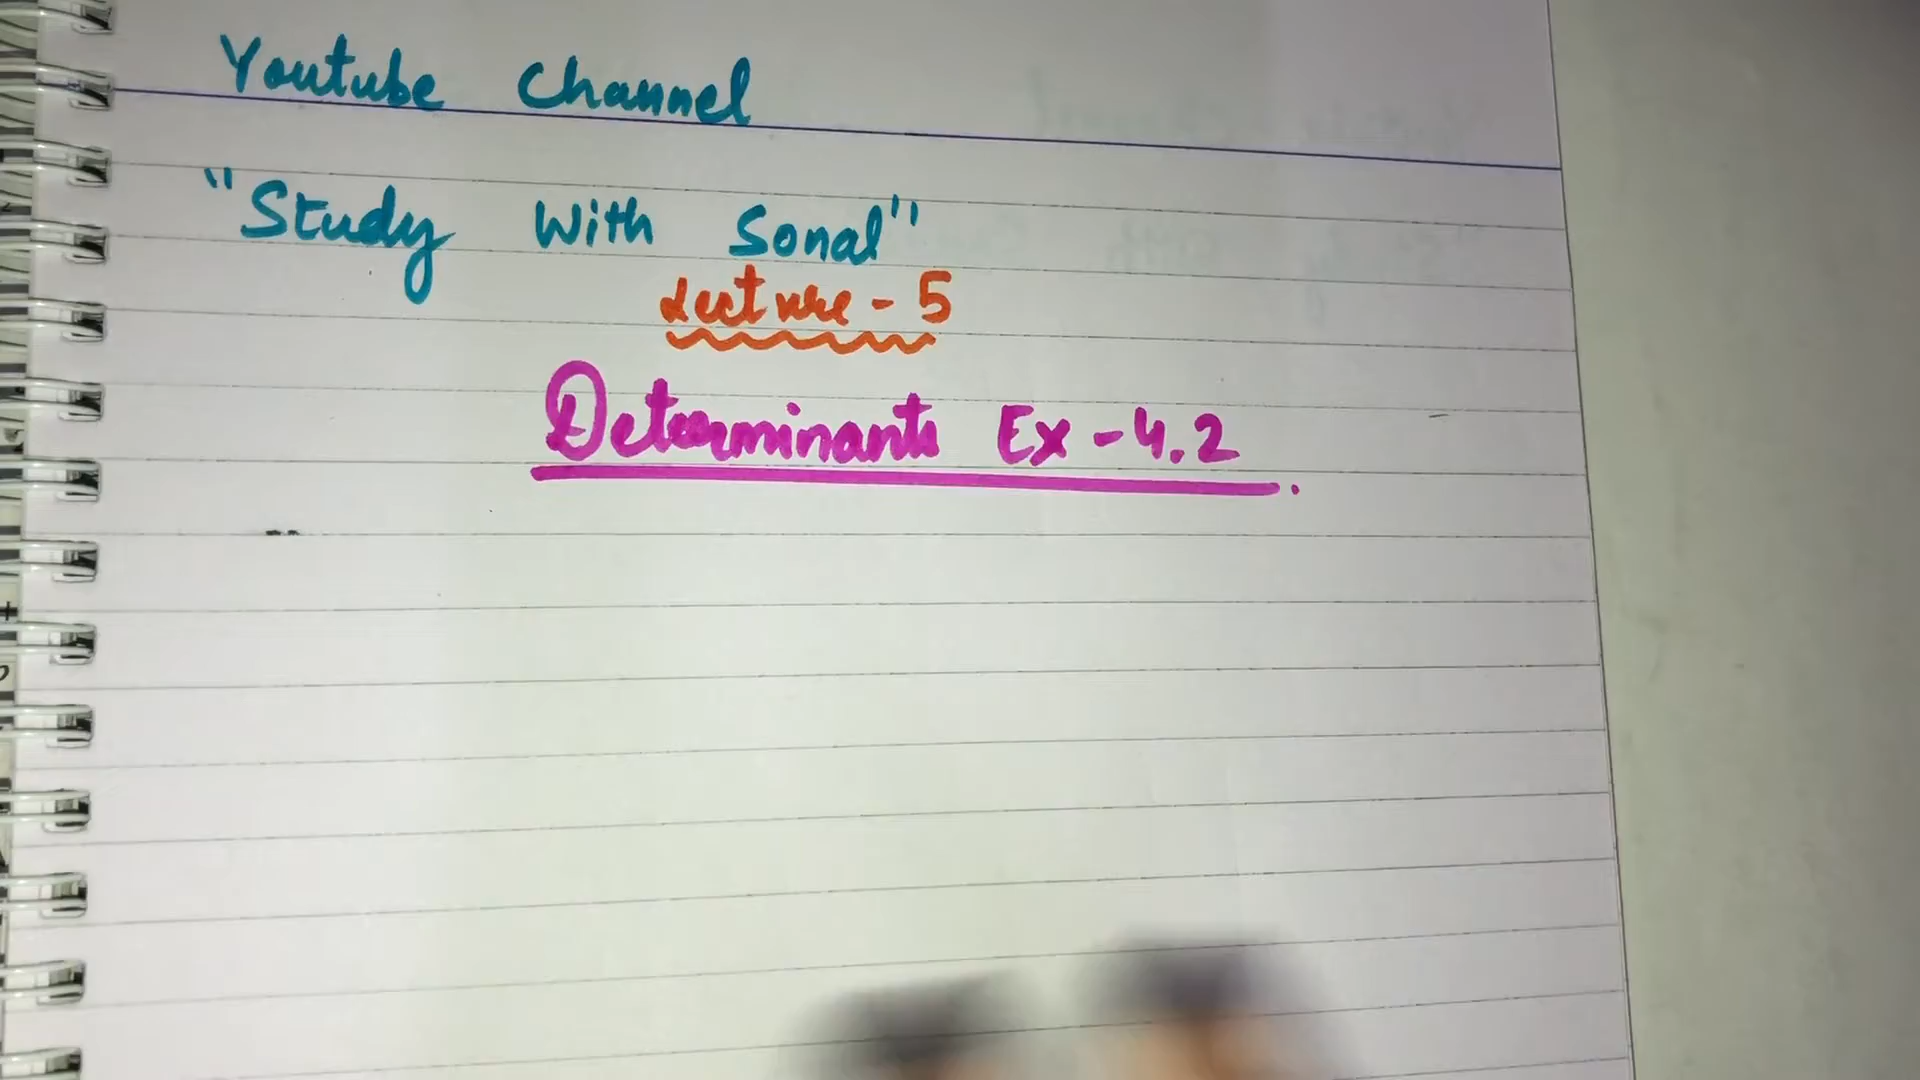 Youtube Channel
"Study With Sonal"
Lecture - 5
Determinants Ex - 4.2